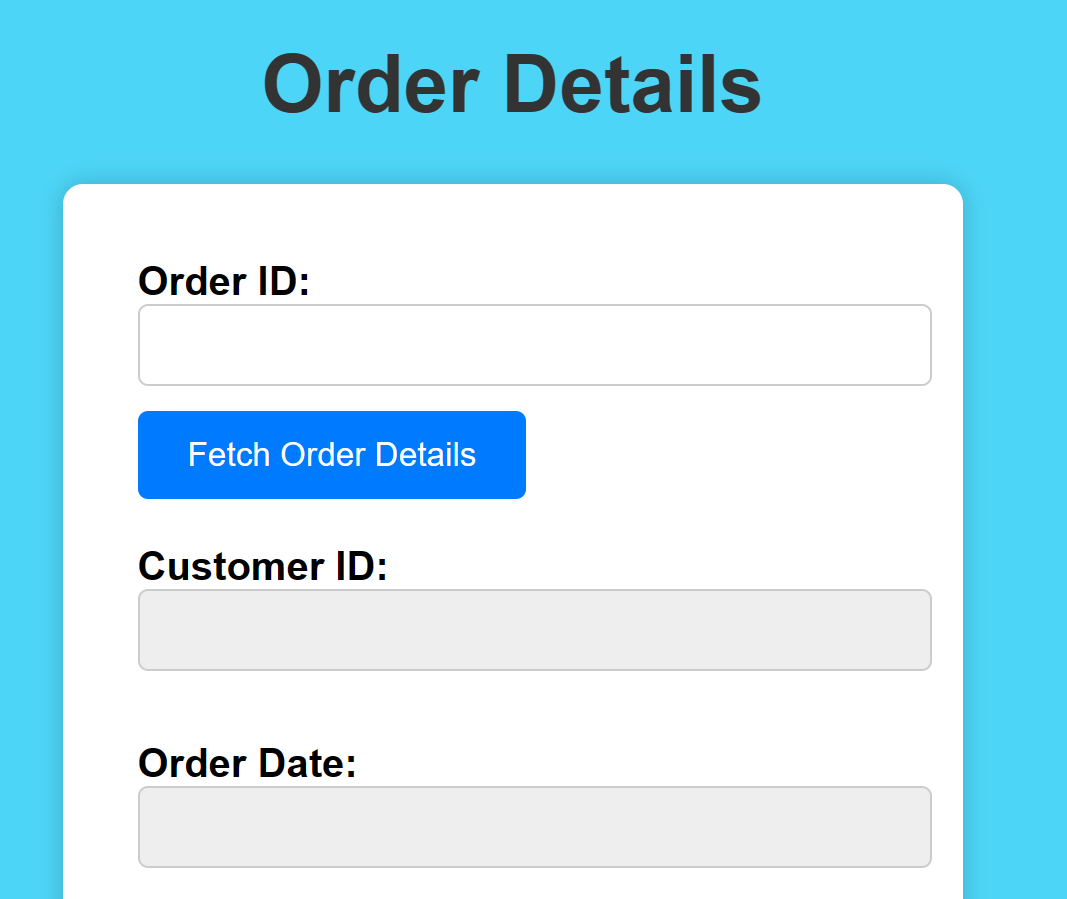 Order Details
Order ID:
Fetch Order Details
Customer ID:
Order Date: